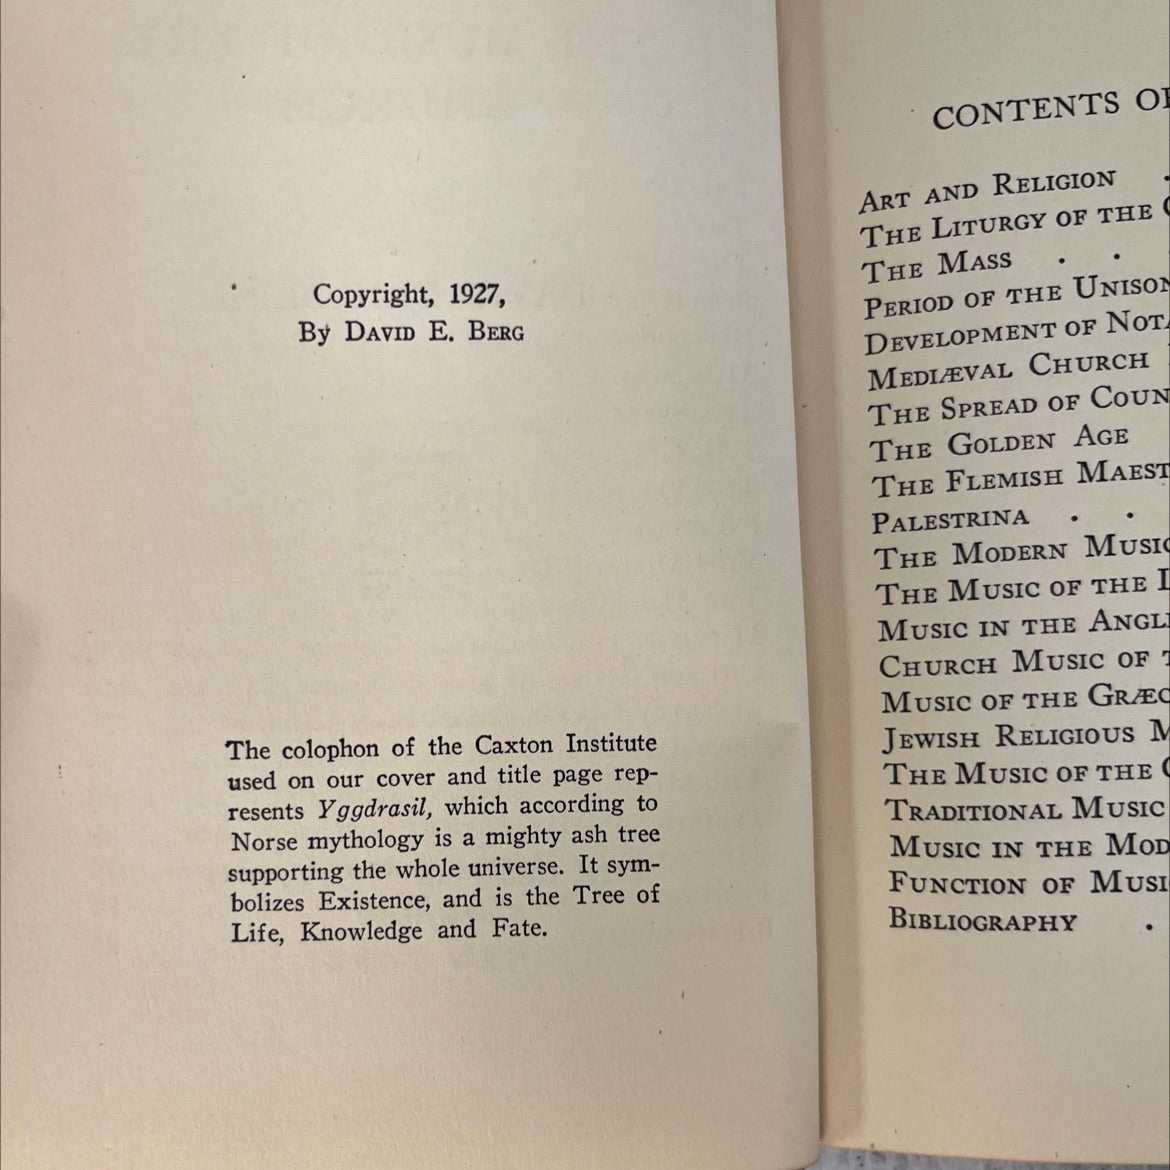 Copyright, 1927,
By DAVID E. BERG
The colophon of the Caxton Institute
used on our cover and title page rep-
resents Yggdrasil, which according to
Norse mythology is a mighty ash tree
supporting the whole universe. It sym-
bolizes Existence, and is the Tree of
Life, Knowledge and Fate.
CONTENTS
ART AND RELIGION .
THE LITURGY OF THE
THE MASS . .
PERIOD OF THE
DEVELOPMENT OF
MEDIÆVAL CHURCH
THE SPREAD OF
THE GOLDEN AGE
THE FLEMISH
PALESTRINA . .
THE MODERN
THE MUSIC OF THE
MUSIC IN THE
CHURCH MUSIC OF
MUSIC OF THE
JEWISH RELIGIOUS
THE MUSIC OF THE
TRADITIONAL MUSIC
MUSIC IN THE
FUNCTION OF
BIBLIOGRAPHY .